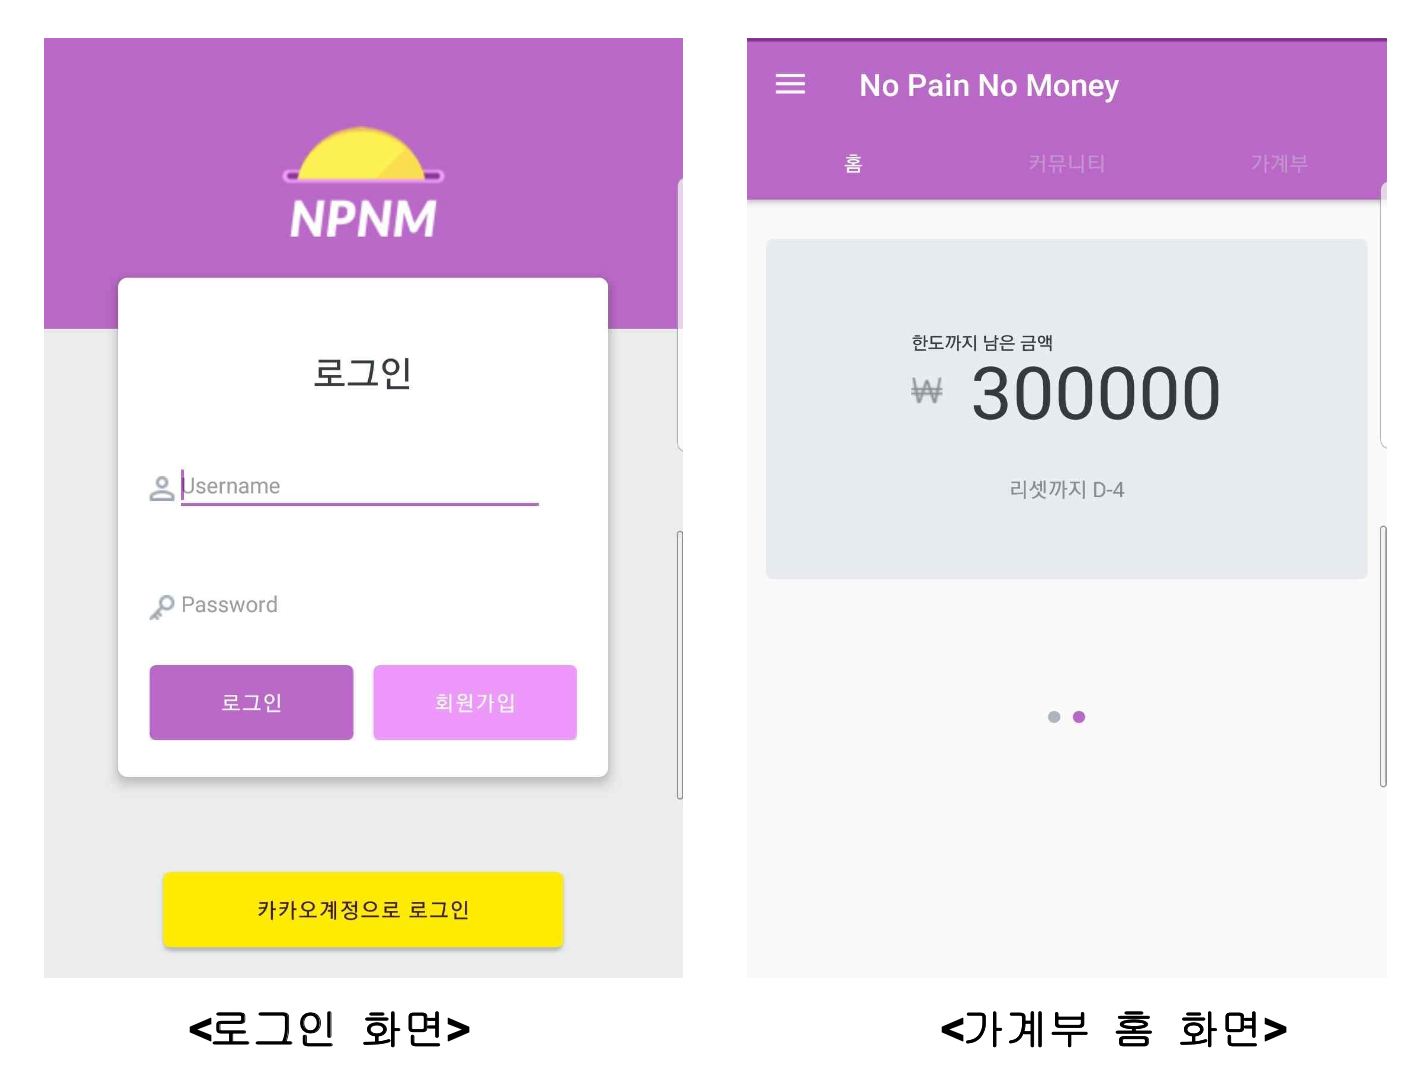 NPNM
로그인
Username
Password
로그인 회원가입
카카오계정으로 로그인
<로그인 화면>
No Pain No Money
홈 커뮤니티 가계부
한도까지 남은 금액
₩ 300000
리셋까지 D-4
<가계부 홈 화면>